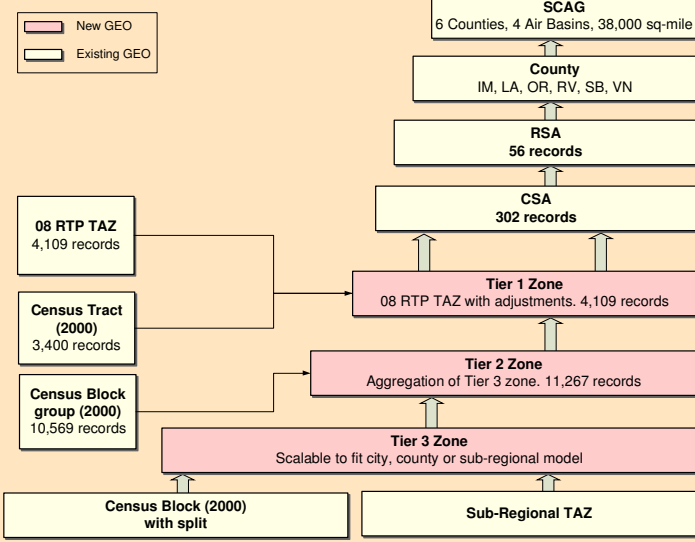 New GEO
Existing GEO
SCAG
6 Counties, 4 Air Basins, 38,000 sq-mile
County
IM, LA, OR, RV, SB, VN
RSA
56 records
CSA
302 records
08 RTP TAZ
4,109 records
Tier 1 Zone
08 RTP TAZ with adjustments. 4,109 records
Census Tract
(2000)
3,400 records
Tier 2 Zone
Aggregation of Tier 3 zone. 11,267 records
Census Block
group (2000)
10,569 records
Tier 3 Zone
Scalable to fit city, county or sub-regional model
Census Block (2000)
with split
Sub-Regional TAZ